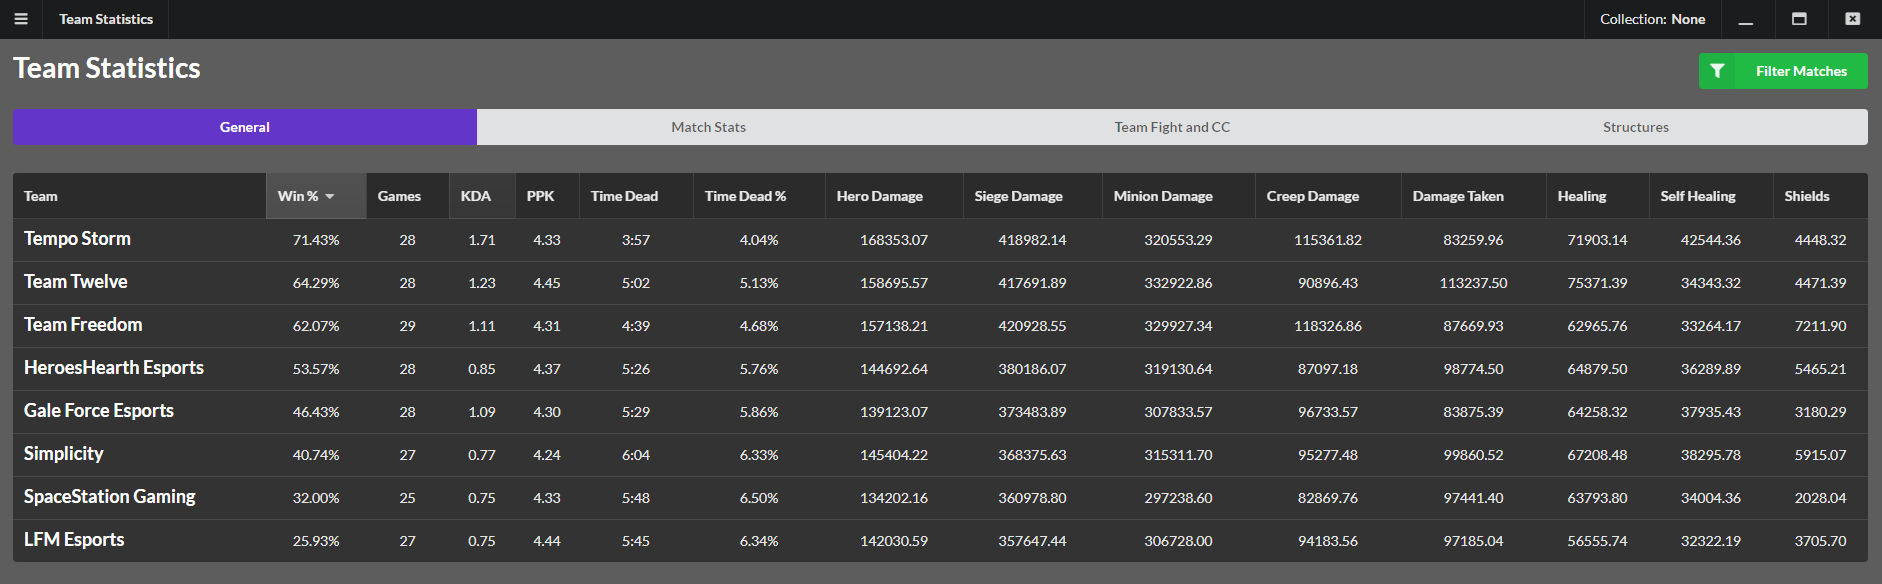 Team Statistics Collection: None
Team Statistics
Filter Matches
General Match Stats Team Fight and CC Structures
Team Win % Games KDA PPK Time Dead Time Dead % Hero Damage Siege Damage Minion Damage Creep Damage Damage Taken Healing Self Healing Shields
Tempo Storm 71.43% 28 1.71 4.33 3:57 4.04% 168353.07 418982.14 320553.29 115361.82 83259.96 71903.14 42544.36 4448.32
Team Twelve 64.29% 28 1.23 4.45 5:02 5.13% 158695.57 417691.89 332922.86 90896.43 113237.50 75371.39 34343.32 4471.39
Team Freedom 62.07% 29 1.11 4.31 4:39 4.68% 157138.21 420928.55 329927.34 118326.86 87669.93 62965.76 33264.17 7211.90
HeroesHearth Esports 53.57% 28 0.85 4.37 5:26 5.76% 144692.64 380186.07 319130.64 87097.18 98774.50 64879.50 36289.89 5465.21
Gale Force Esports 46.43% 28 1.09 4.30 5:29 5.86% 139123.07 373483.89 307833.57 96733.57 83875.39 64258.32 37935.43 3180.29
Simplicity 40.74% 27 0.77 4.24 6:04 6.33% 145404.22 368375.63 315311.70 95277.48 99860.52 67208.48 38295.78 5915.07
SpaceStation Gaming 32.00% 25 0.75 4.33 5:48 6.50% 134202.16 360978.80 297238.60 82869.76 97441.40 63793.80 34004.36 2028.04
LFM Esports 25.93% 27 0.75 4.44 5:45 6.34% 142030.59 357647.44 306728.00 94183.56 97185.04 56555.74 32322.19 3705.70